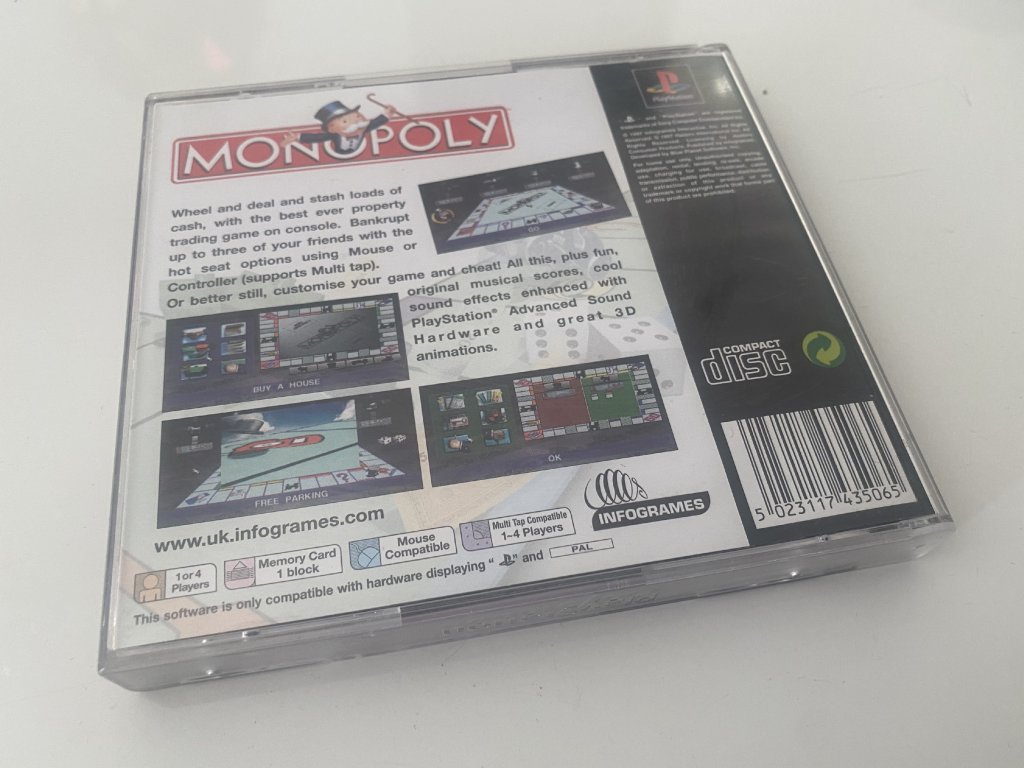 MONOPOLY
Wheel and deal and stash loads of
cash, with the best ever property
trading game on console. Bankrupt
up to three of your friends with the
hot seat options using Mouse or
Controller (supports Multi tap).
Or better still, customise your game and cheat! All this, plus fun,
original musical scores, cool
sound effects enhanced with
PlayStation® Advanced Sound
Hardware and great 3D
animations.
GO
BUY A HOUSE
FREE PARKING
OK
www.uk.infogrames.com
INFOGRAMES
1 or 4
Players
Memory Card
1 block
Mouse
Compatible
Multi Tap Compatible
1~4 Players
This software is only compatible with hardware displaying " " and PAL
PlayStation
COMPACT
disc
5 023117 435065